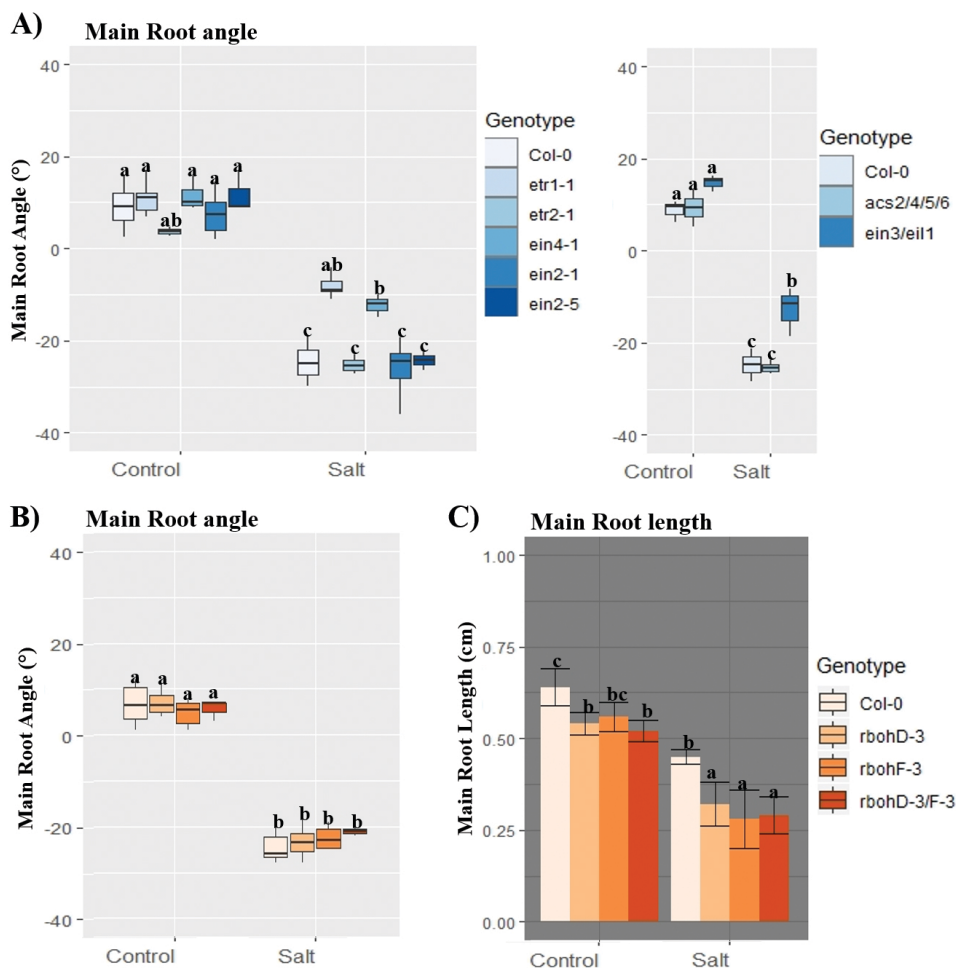 A)
Main Root angle
Main Root Angle (°)
40
20
0
-20
-40
a a ab a a a
c ab c b c c
Control Salt
Genotype
Col-0
etr1-1
etr2-1
ein4-1
ein2-1
ein2-5
40
20
0
-20
-40
a a a
c c b
Control Salt
Genotype
Col-0
acs2/4/5/6
ein3/eil1
B)
Main Root angle
Main Root Angle (°)
40
20
0
-20
-40
a a a a
b b b b
Control Salt
C)
Main Root length
Main Root Length (cm)
1.00
0.75
0.50
0.25
0.00
c b bc b
b a a a
Control Salt
Genotype
Col-0
rbohD-3
rbohF-3
rbohD-3/F-3